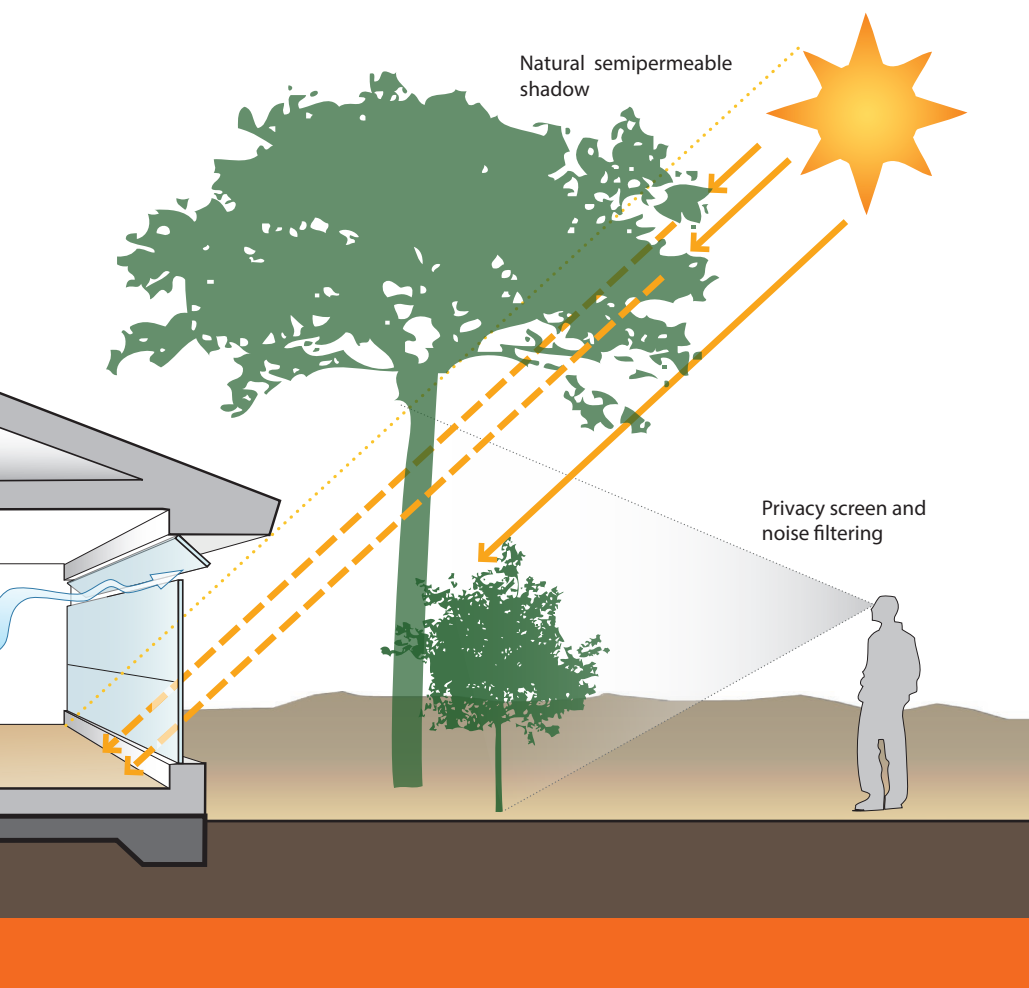 Natural semipermeable
shadow
Privacy screen and
noise filtering